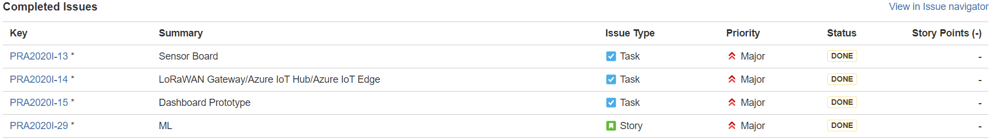 Completed Issues View in Issue navigator
Key Summary Issue Type Priority Status Story Points (-)
PRA2020I-13 * Sensor Board Task Major DONE -
PRA2020I-14 * LoRaWAN Gateway/Azure IoT Hub/Azure IoT Edge Task Major DONE -
PRA2020I-15 * Dashboard Prototype Task Major DONE -
PRA2020I-29 * ML Story Major DONE -